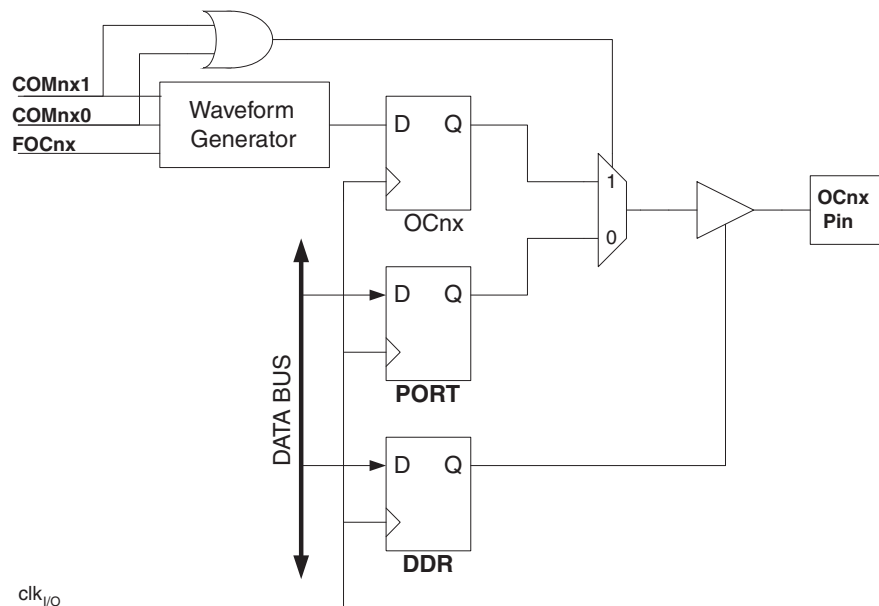 COMnx1
COMnx0
FOCnx
Waveform
Generator
D Q
OCnx
1
0
OCnx
Pin
D Q
PORT
DATA BUS
D Q
DDR
clkI/O